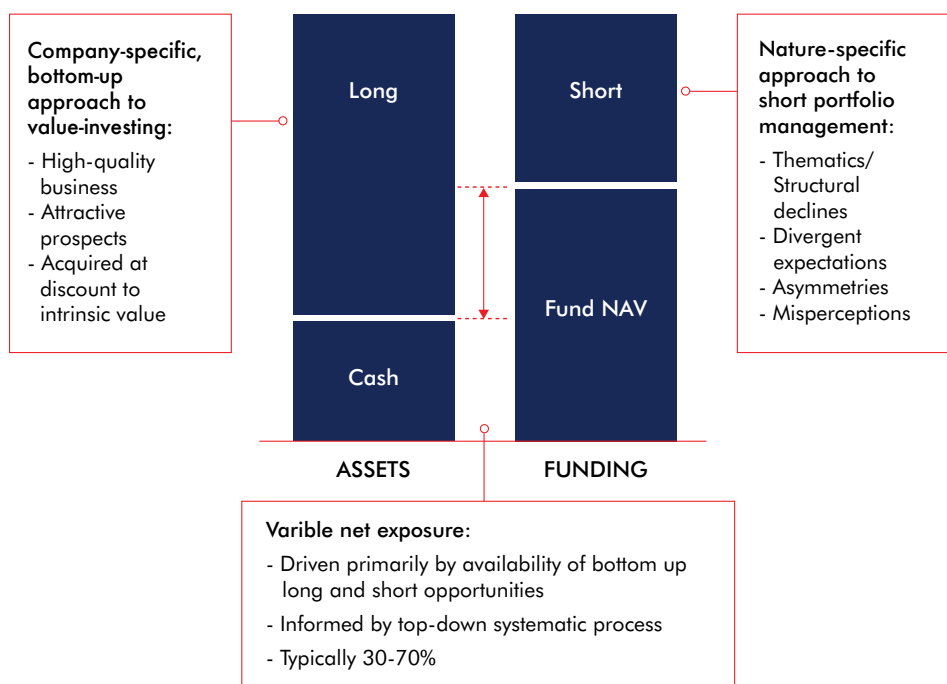 Company-specific,
bottom-up
approach to
value-investing:
- High-quality
business
- Attractive
prospects
- Acquired at
discount to
intrinsic value
Long
Cash
ASSETS
Short
Fund NAV
FUNDING
Nature-specific
approach to
short portfolio
management:
- Thematics/
Structural
declines
- Divergent
expectations
- Asymmetries
- Misperceptions
Varible net exposure:
- Driven primarily by availability of bottom up
long and short opportunities
- Informed by top-down systematic process
- Typically 30-70%